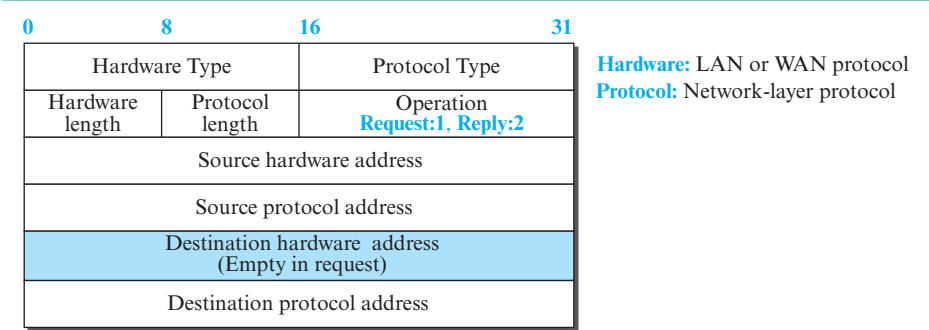 0 8 16 31
Hardware Type Protocol Type
Hardware: LAN or WAN protocol
Protocol: Network-layer protocol
Hardware length Protocol length Operation
Request:1, Reply:2
Source hardware address
Source protocol address
Destination hardware address
(Empty in request)
Destination protocol address